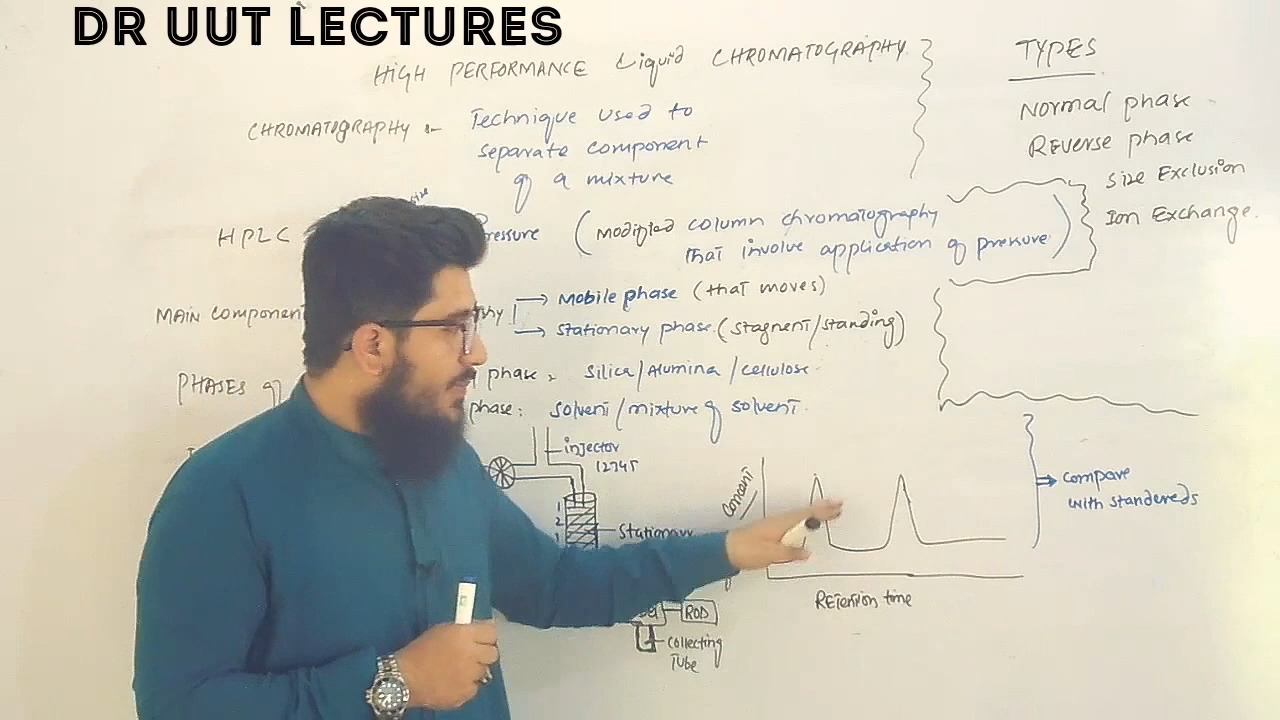 DR UUT LECTURES
HIGH PERFORMANCE Liquid CHROMATOGRAPHY
CHROMATOGRAPHY :- Technique used to
separate component
of a mixture
HPLC
Pressure (modified column chromatography
that involve application of pressure)
MAIN component
→ Mobile phase (that moves)
→ stationary phase (stagnent/standing)
PHASES of
phase: Silica/Alumina/cellulose
phase: solvent/mixture of solvent
injector
12345
1
2
Stationary
ROD
collecting
Tube
Concent
Retention time
TYPES
Normal phase
Reverse phase
Size Exclusion
Ion Exchange
→ compare
with standereds